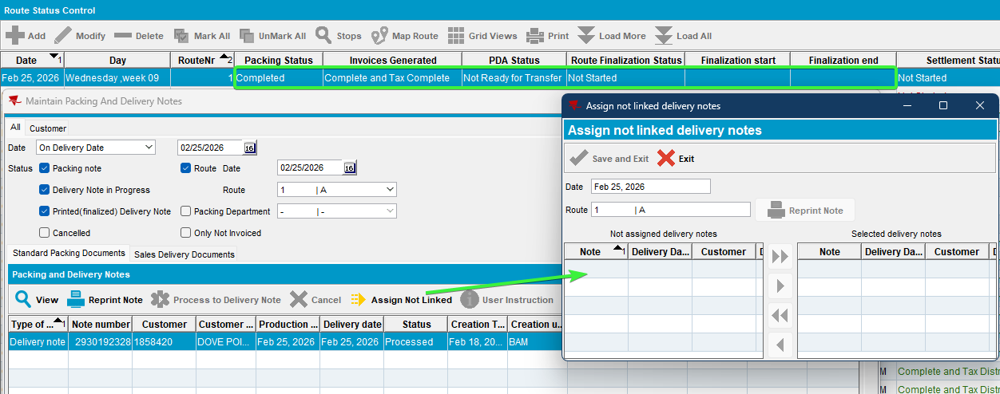 Route Status Control
Add Modify Delete Mark All UnMark All Stops Map Route Grid Views Print Load More Load All
Date 1 Day RouteNr 2 Packing Status Invoices Generated PDA Status Route Finalization Status Finalization start Finalization end Settlement Statu
Feb 25, 2026 Wednesday ,week 09 1 Completed Complete and Tax Complete Not Ready for Transfer Not Started Not Started
Maintain Packing And Delivery Notes
All Customer
Date On Delivery Date 02/25/2026 16
Status Packing note Route Date 02/25/2026 16
Delivery Note in Progress Route 1 | A
Printed(finalized) Delivery Note Packing Department - | -
Cancelled Only Not Invoiced
Standard Packing Documents Sales Delivery Documents
Packing and Delivery Notes
View Reprint Note Process to Delivery Note Cancel Assign Not Linked User Instruction
Type of ... 1 Note number Customer Customer ... Production ... Delivery date Status Creation T... Creation u...
Delivery note 2930192328 1858420 DOVE POI... Feb 25, 2026 Feb 25, 2026 Processed Feb 18, 20... BAM
Assign not linked delivery notes
Assign not linked delivery notes
Save and Exit Exit
Date Feb 25, 2026
Route 1 | A Reprint Note
Not assigned delivery notes Selected delivery notes
Note 1 Delivery Da... Customer D Note Delivery Da... Customer D
M Complete and Tax Distr
M Complete and Tax Distr